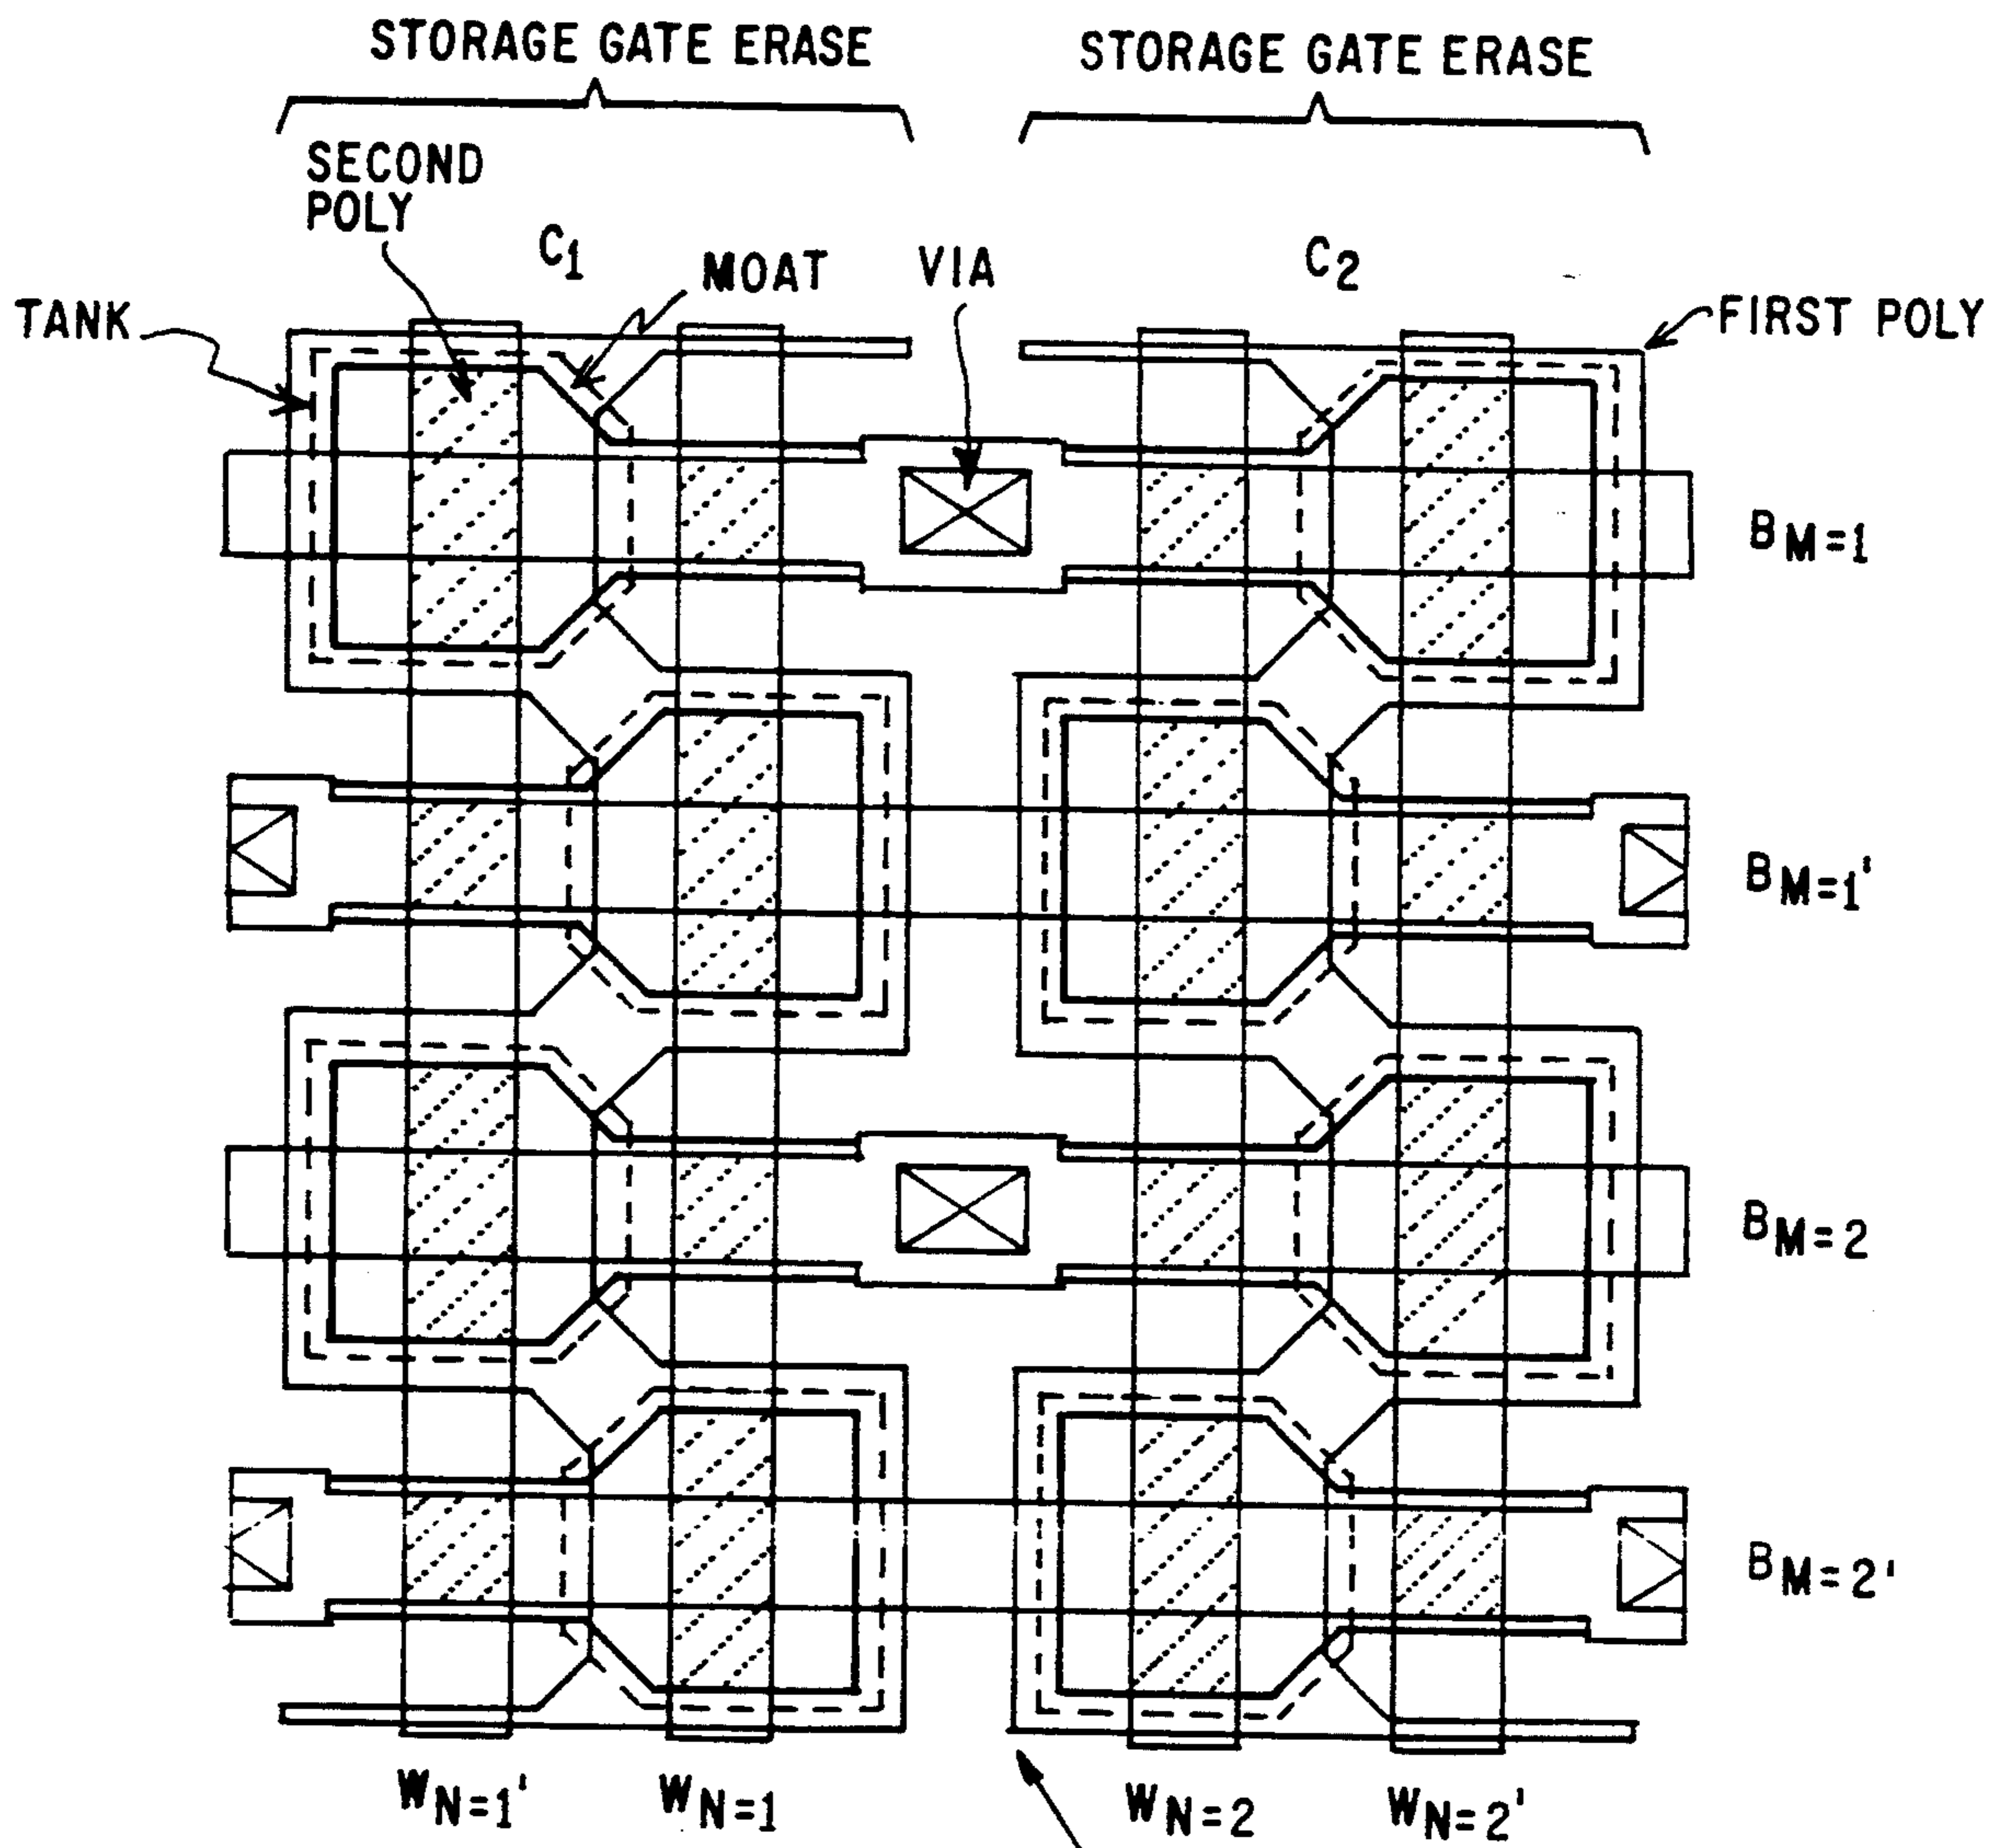 STORAGE GATE ERASE
STORAGE GATE ERASE
SECOND
POLY
C1
MOAT
VIA
C2
TANK
FIRST POLY
BM=1
BM=1'
BM=2
BM=2'
WN=1'
WN=1
WN=2
WN=2'